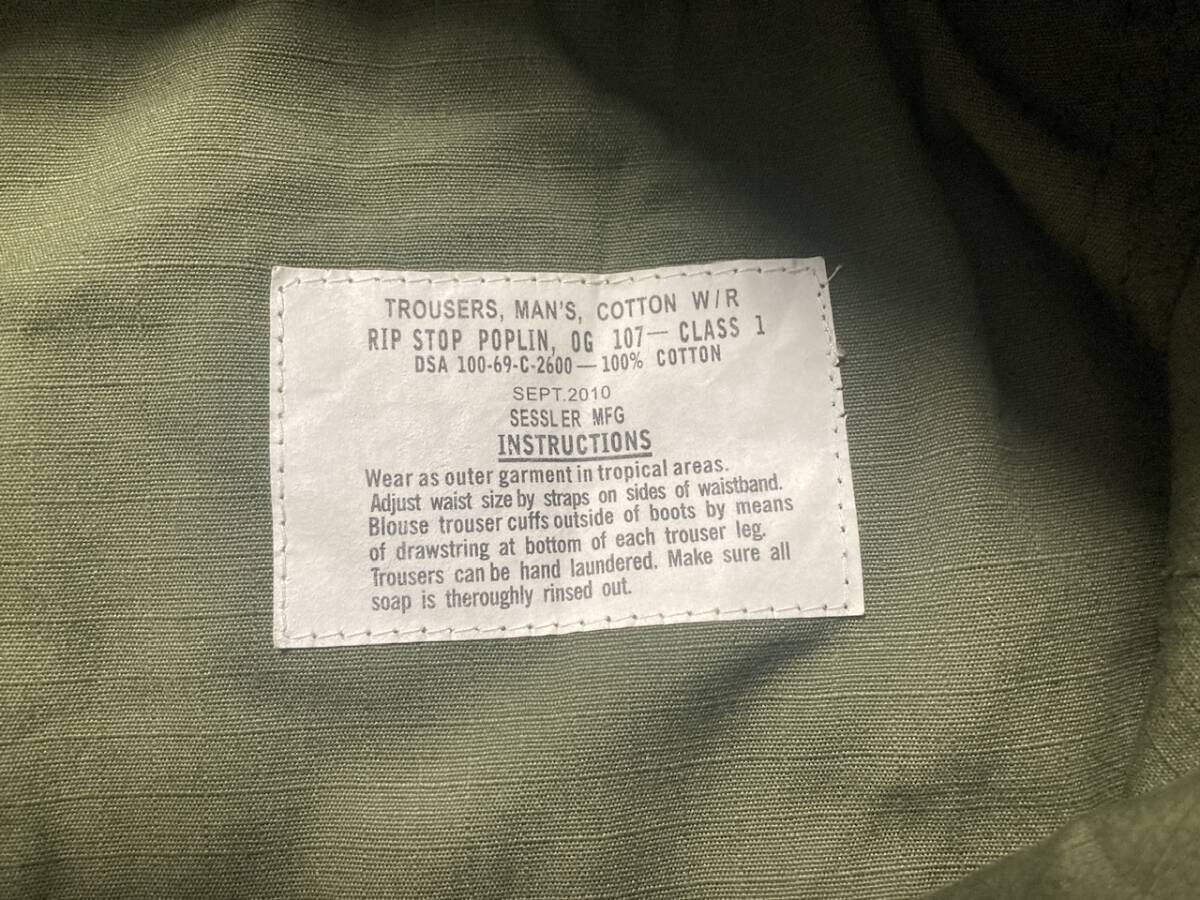 TROUSERS, MAN'S, COTTON W/R
RIP STOP POPLIN, OG 107— CLASS 1
DSA 100-69-C-2600—100% COTTON
SEPT.2010
SESSLER MFG
INSTRUCTIONS
Wear as outer garment in tropical areas.
Adjust waist size by straps on sides of waistband.
Blouse trouser cuffs outside of boots by means
of drawstring at bottom of each trouser leg.
Trousers can be hand laundered. Make sure all
soap is theroughly rinsed out.